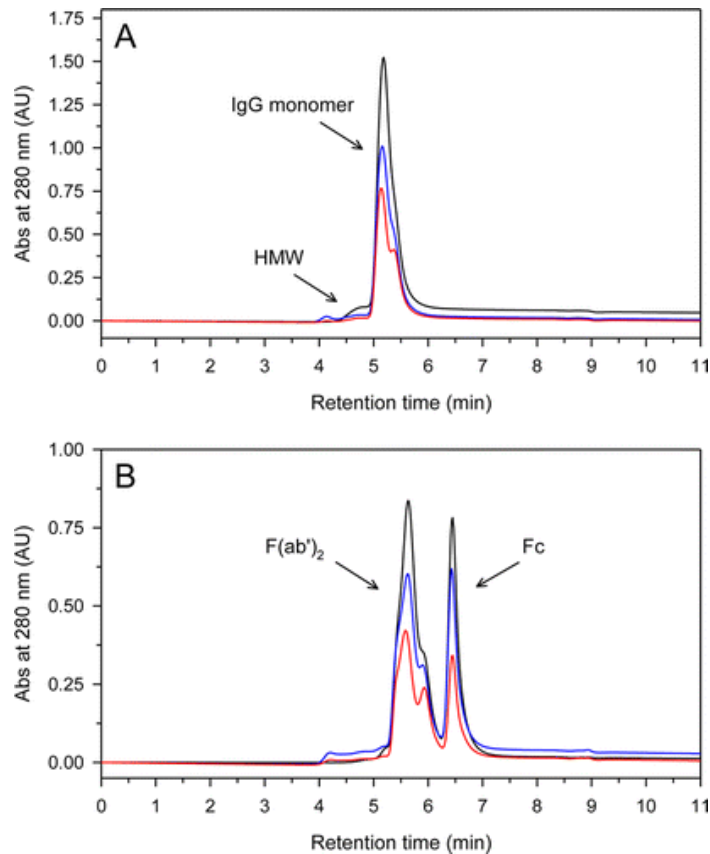 A
1.75
1.50
1.25
1.00
0.75
0.50
0.25
0.00
Abs at 280 nm (AU)
IgG monomer
HMW
0 1 2 3 4 5 6 7 8 9 10 11
Retention time (min)
B
1.00
0.75
0.50
0.25
0.00
Abs at 280 nm (AU)
F(ab')2
Fc
0 1 2 3 4 5 6 7 8 9 10 11
Retention time (min)